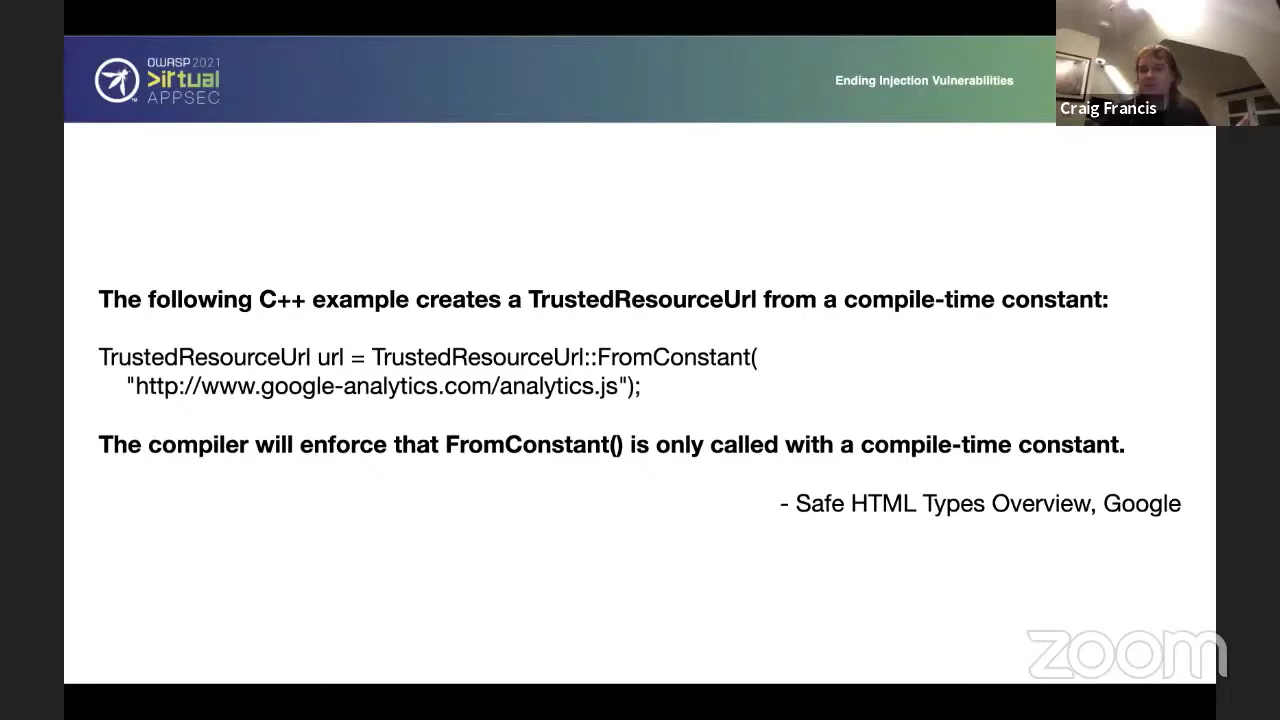 OWASP 2021
>irtual
APPSEC
Ending Injection Vulnerabilities
Craig Francis
The following C++ example creates a TrustedResourceUrl from a compile-time constant:
TrustedResourceUrl url = TrustedResourceUrl::FromConstant(
"http://www.google-analytics.com/analytics.js");
The compiler will enforce that FromConstant() is only called with a compile-time constant.
- Safe HTML Types Overview, Google
zoom